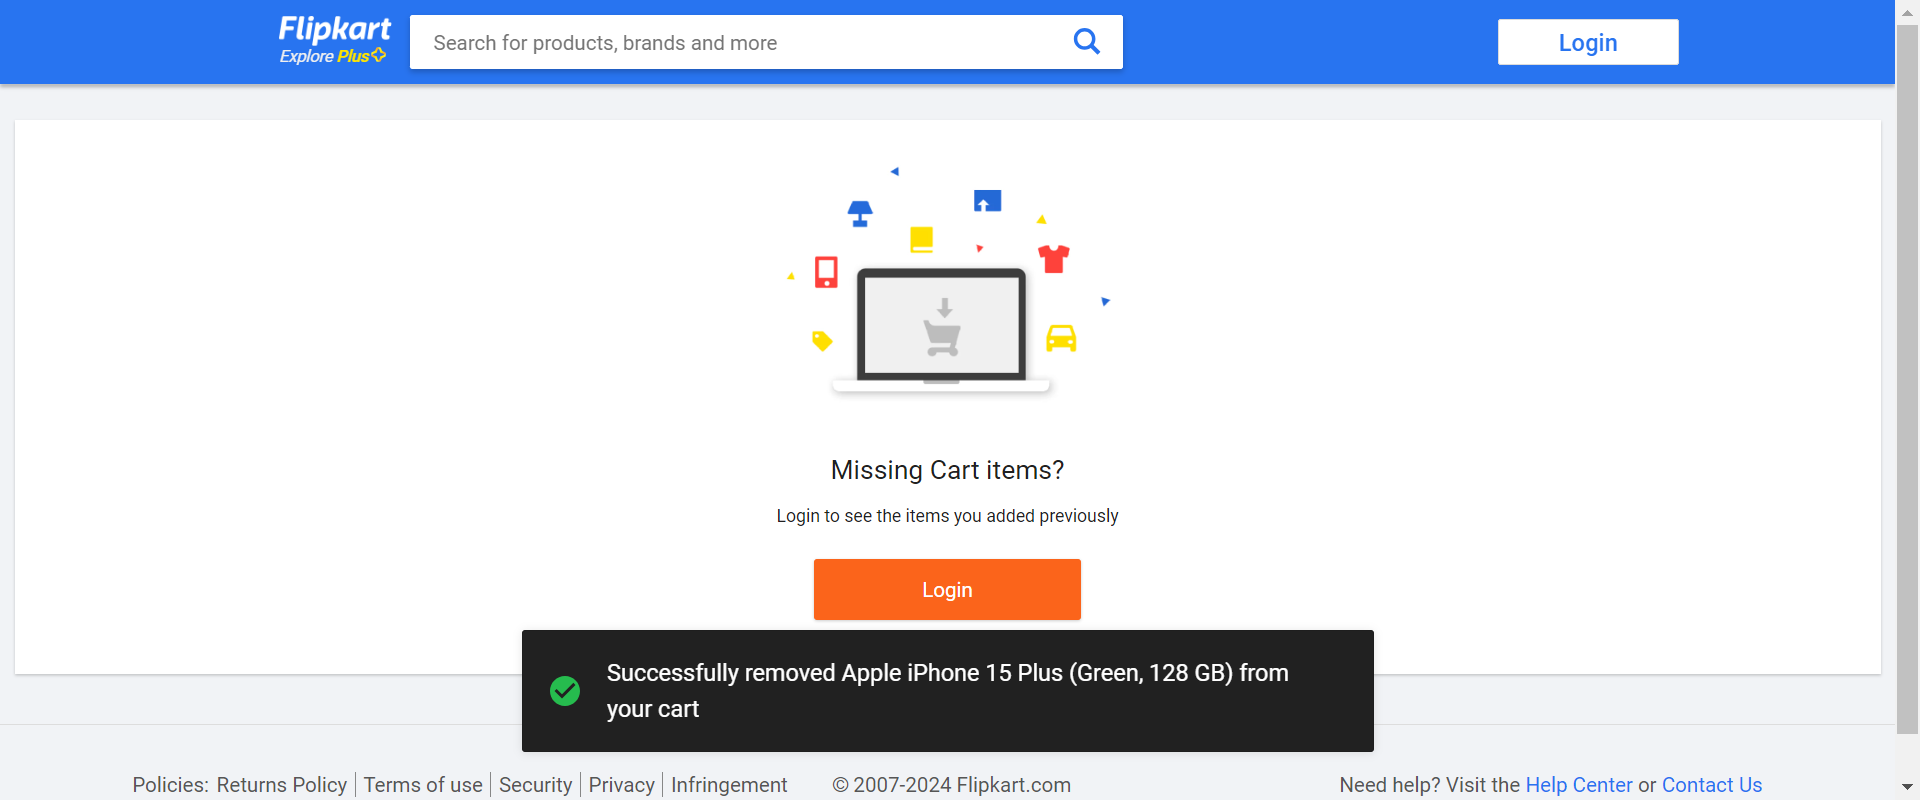 Flipkart
Explore Plus
Search for products, brands and more
Login
Missing Cart items?
Login to see the items you added previously
Login
Successfully removed Apple iPhone 15 Plus (Green, 128 GB) from
your cart
Policies: Returns Policy | Terms of use | Security | Privacy | Infringement © 2007-2024 Flipkart.com Need help? Visit the Help Center or Contact Us